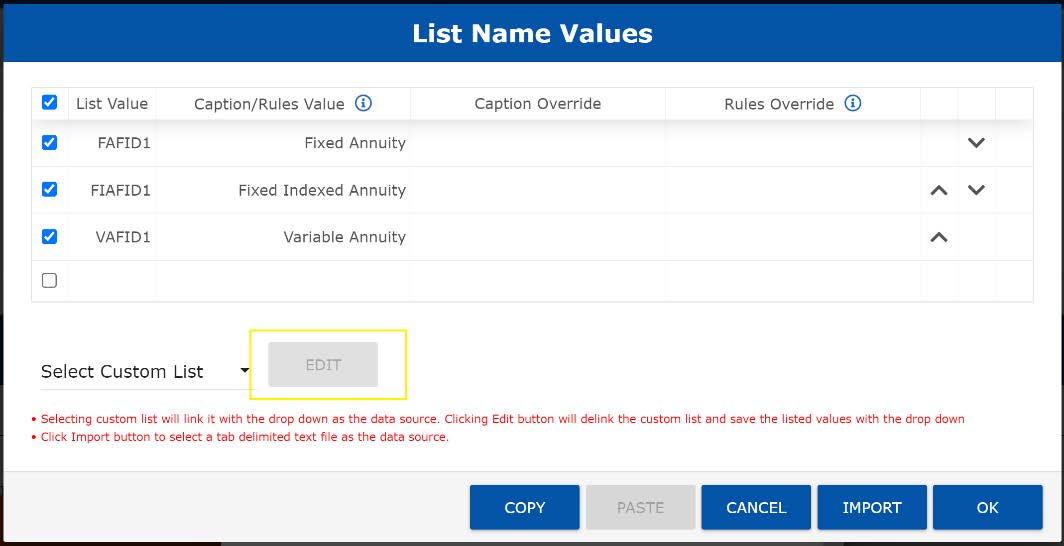 List Name Values
List Value Caption/Rules Value Caption Override Rules Override
FAFID1 Fixed Annuity
FIAFID1 Fixed Indexed Annuity
VAFID1 Variable Annuity
Select Custom List EDIT
• Selecting custom list will link it with the drop down as the data source. Clicking Edit button will delink the custom list and save the listed values with the drop down
• Click Import button to select a tab delimited text file as the data source.
COPY PASTE CANCEL IMPORT OK